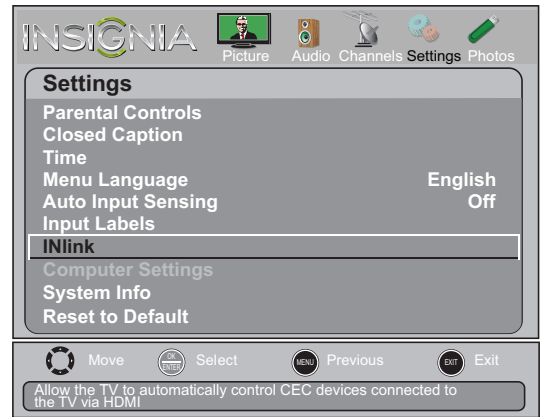 INSIGNIA
Picture Audio Channels Settings Photos
Settings
Parental Controls
Closed Caption
Time
Menu Language English
Auto Input Sensing Off
Input Labels
INlink
Computer Settings
System Info
Reset to Default
Move OK ENTER Select MENU Previous EXIT Exit
Allow the TV to automatically control CEC devices connected to
the TV via HDMI